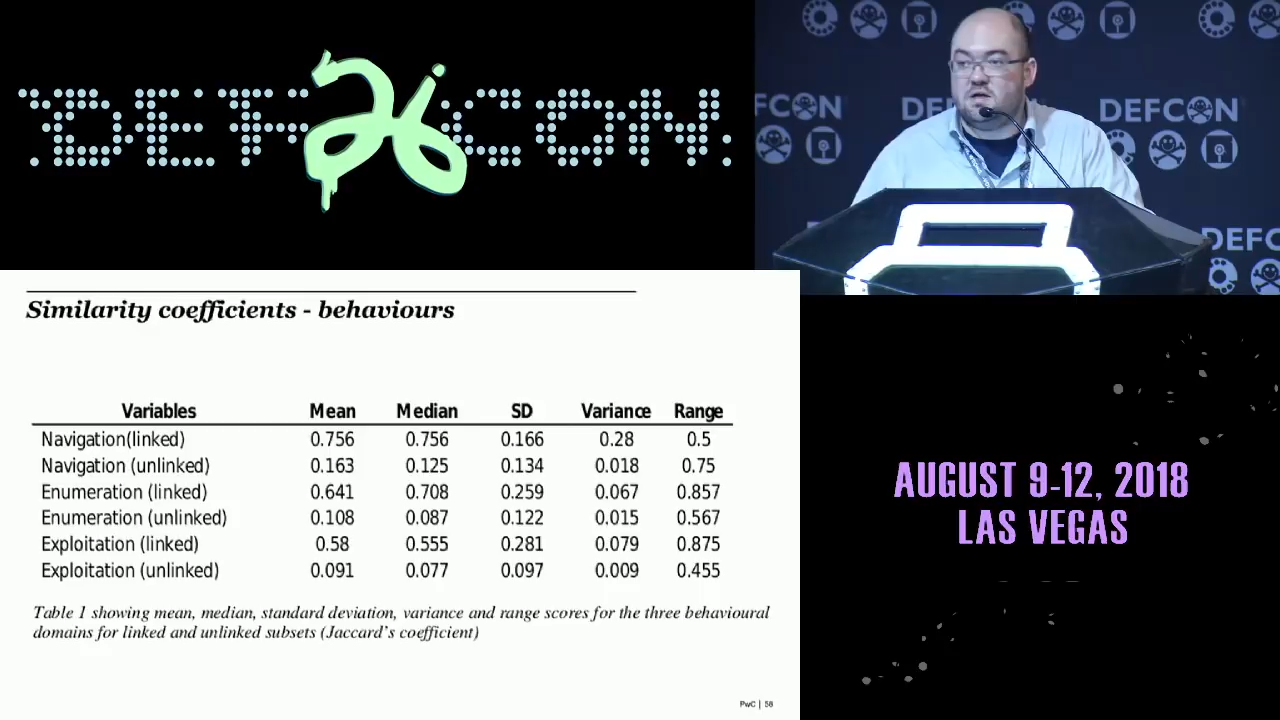 DEFCON 26
DEFCON
DEFCON
DEFCON
DEFC
Similarity coefficients - behaviours
Variables Mean Median SD Variance Range
Navigation(linked) 0.756 0.756 0.166 0.28 0.5
Navigation (unlinked) 0.163 0.125 0.134 0.018 0.75
Enumeration (linked) 0.641 0.708 0.259 0.067 0.857
Enumeration (unlinked) 0.108 0.087 0.122 0.015 0.567
Exploitation (linked) 0.58 0.555 0.281 0.079 0.875
Exploitation (unlinked) 0.091 0.077 0.097 0.009 0.455
Table 1 showing mean, median, standard deviation, variance and range scores for the three behavioural
domains for linked and unlinked subsets (Jaccard's coefficient)
PwC | 58
AUGUST 9-12, 2018
LAS VEGAS